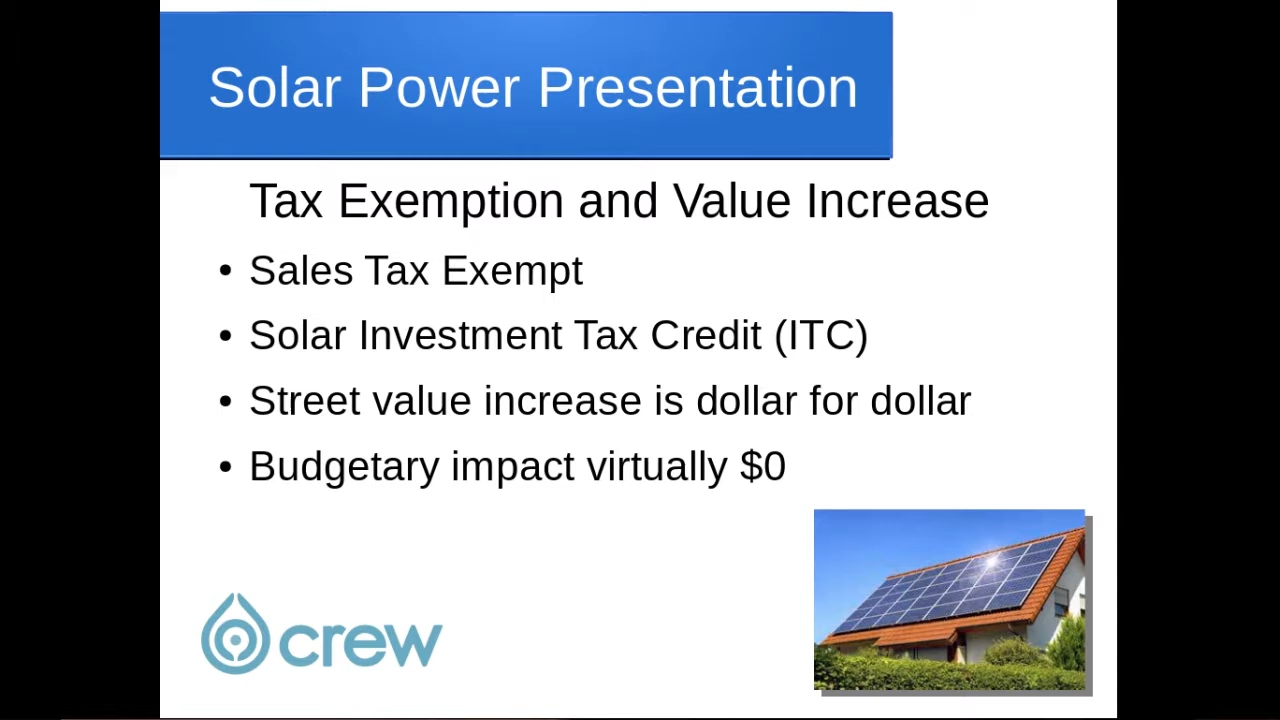 Solar Power Presentation
Tax Exemption and Value Increase
• Sales Tax Exempt
• Solar Investment Tax Credit (ITC)
• Street value increase is dollar for dollar
• Budgetary impact virtually $0
crew